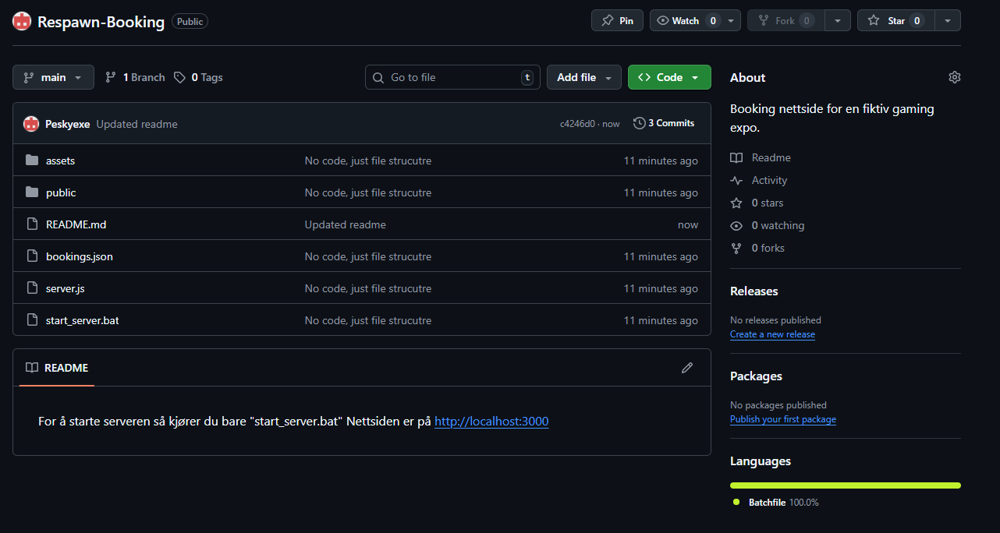 Respawn-Booking Public Pin Watch 0 Fork 0 Star 0
main 1 Branch 0 Tags Go to file t Add file Code
Peskyexe Updated readme c4246d0 · now 3 Commits
assets No code, just file strucutre 11 minutes ago
public No code, just file strucutre 11 minutes ago
README.md Updated readme now
bookings.json No code, just file strucutre 11 minutes ago
server.js No code, just file strucutre 11 minutes ago
start_server.bat No code, just file strucutre 11 minutes ago
README
For å starte serveren så kjører du bare "start_server.bat" Nettsiden er på http://localhost:3000
About
Booking nettside for en fiktiv gaming
expo.
Readme
Activity
0 stars
0 watching
0 forks
Releases
No releases published
Create a new release
Packages
No packages published
Publish your first package
Languages
Batchfile 100.0%